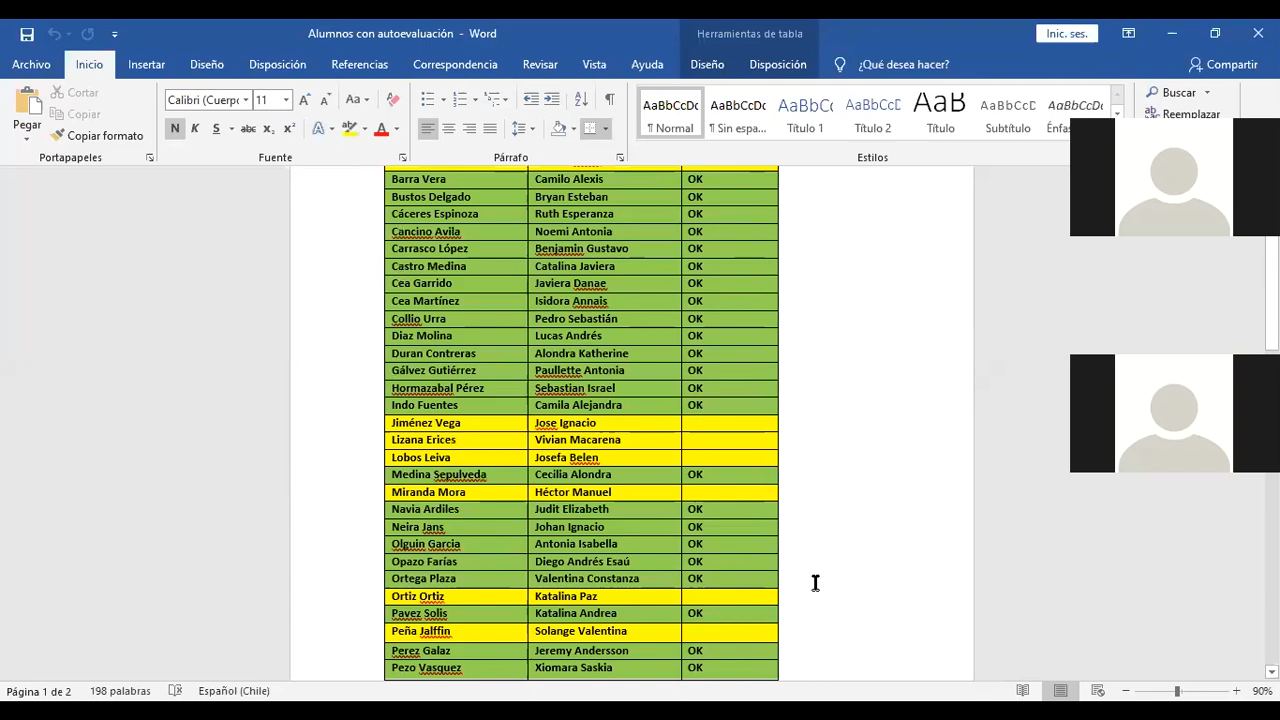 Alumnos con autoevaluación - Word
Herramientas de tabla
Inic. ses.
Archivo Inicio Insertar Diseño Disposición Referencias Correspondencia Revisar Vista Ayuda Diseño Disposición ¿Qué desea hacer? Compartir
Pegar
Cortar
Copiar
Copiar formato
Portapapeles
Calibri (Cuerpo 11
Aa
N K S abc x₂ x² A A
Fuente
Párrafo
AaBbCcDc AaBbCcDc AaBbCc AaBbCcDc AaB AaBbCcDc AaBbCcDc
¶ Normal ¶ Sin espa... Título 1 Título 2 Título Subtítulo Énfas
Estilos
Buscar
Reemplazar
Barra Vera Camilo Alexis OK
Bustos Delgado Bryan Esteban OK
Cáceres Espinoza Ruth Esperanza OK
Cancino Avila Noemi Antonia OK
Carrasco López Benjamin Gustavo OK
Castro Medina Catalina Javiera OK
Cea Garrido Javiera Danae OK
Cea Martínez Isidora Annais OK
Collio Urra Pedro Sebastián OK
Diaz Molina Lucas Andrés OK
Duran Contreras Alondra Katherine OK
Gálvez Gutiérrez Paullette Antonia OK
Hormazabal Pérez Sebastian Israel OK
Indo Fuentes Camila Alejandra OK
Jiménez Vega Jose Ignacio
Lizana Erices Vivian Macarena
Lobos Leiva Josefa Belen
Medina Sepulveda Cecilia Alondra OK
Miranda Mora Héctor Manuel
Navia Ardiles Judit Elizabeth OK
Neira Jans Johan Ignacio OK
Olguin Garcia Antonia Isabella OK
Opazo Farías Diego Andrés Esaú OK
Ortega Plaza Valentina Constanza OK
Ortiz Ortiz Katalina Paz
Pavez Solis Katalina Andrea OK
Peña Jalffin Solange Valentina
Perez Galaz Jeremy Andersson OK
Pezo Vasquez Xiomara Saskia OK
Página 1 de 2 198 palabras Español (Chile) 90%